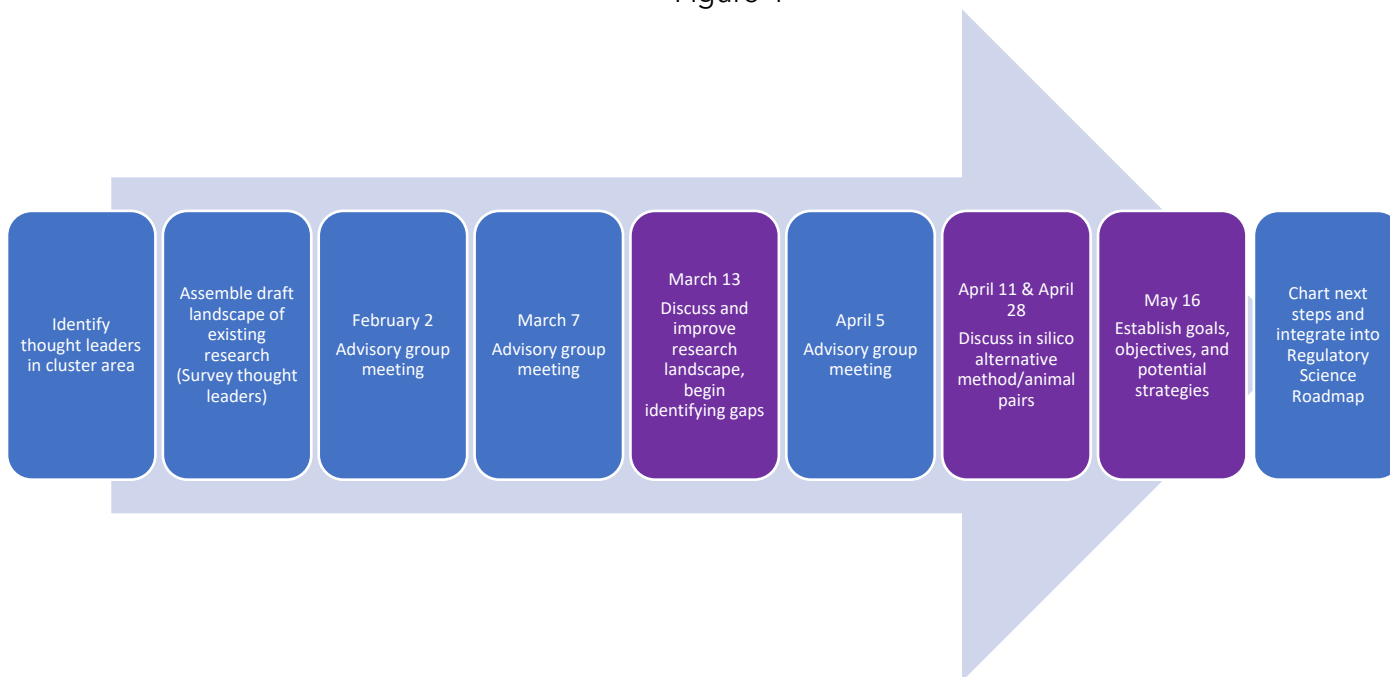 Identify
thought leaders
in cluster area
Assemble draft
landscape of
existing
research
(Survey thought
leaders)
February 2
Advisory group
meeting
March 7
Advisory group
meeting
March 13
Discuss and
improve
research
landscape,
begin
identifying gaps
April 5
Advisory group
meeting
April 11 & April
28
Discuss in silico
alternative
method/animal
pairs
May 16
Establish goals,
objectives, and
potential
strategies
Chart next
steps and
integrate into
Regulatory
Science
Roadmap